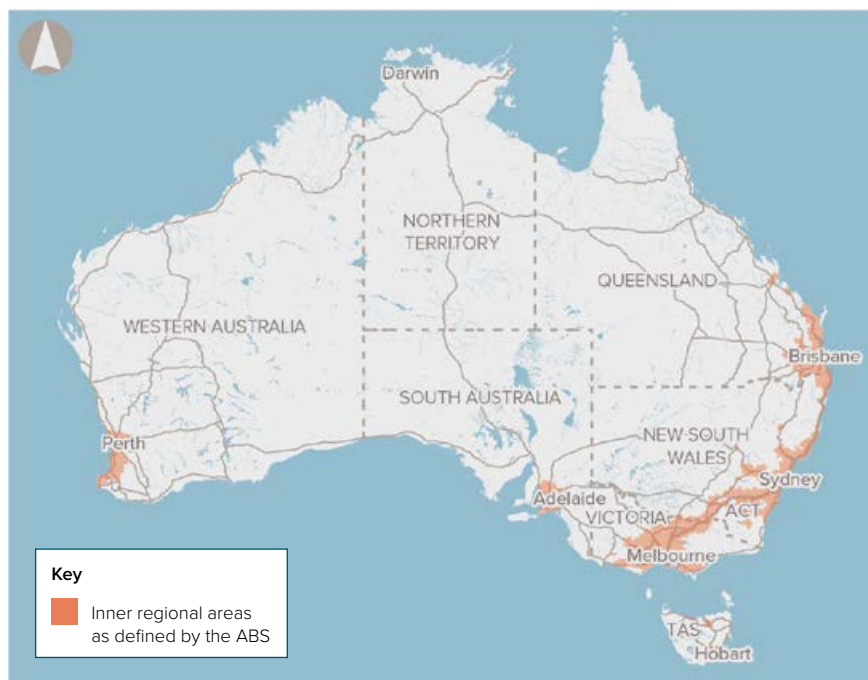 Darwin
NORTHERN
TERRITORY
QUEENSLAND
WESTERN AUSTRALIA
Brisbane
SOUTH AUSTRALIA
NEW SOUTH
WALES
Perth
Sydney
Adelaide
ACT
VICTORIA
Melbourne
TAS
Hobart
Key
Inner regional areas
as defined by the ABS